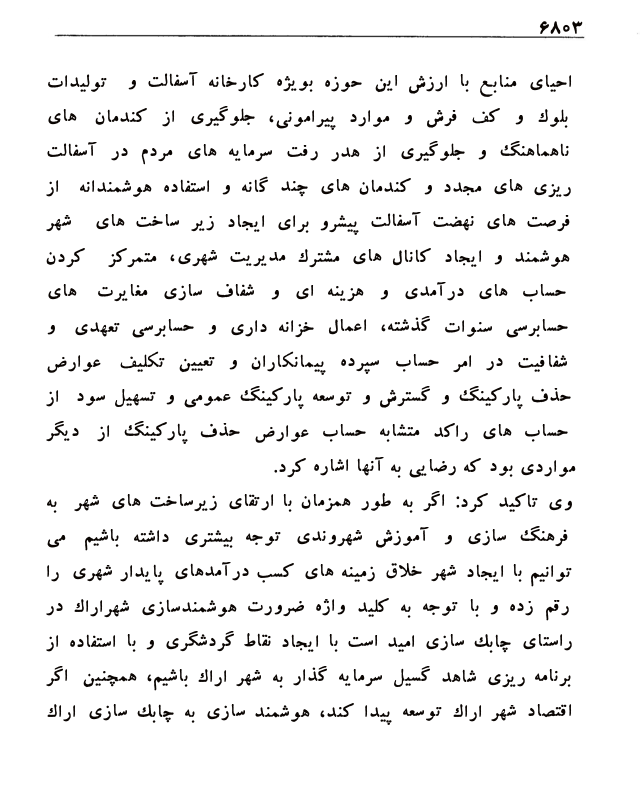 ۶۸۰۳
احیای منابع با ارزش این حوزه بویژه کارخانه آسفالت و تولیدات
بلوك و کف فرش و موارد پیرامونی، جلوگیری از کندمان های
ناهماهنگ و جلوگیری از هدر رفت سرمایه های مردم در آسفالت
ریزی های مجدد و کندمان های چند گانه و استفاده هوشمندانه از
فرصت های نهضت آسفالت پیشرو برای ایجاد زیر ساخت های شهر
هوشمند و ایجاد کانال های مشترك مدیریت شهری، متمرکز کردن
حساب های درآمدی و هزینه ای و شفاف سازی مغایرت های
حسابرسی سنوات گذشته، اعمال خزانه داری و حسابرسی تعهدی و
شفافیت در امر حساب سپرده پیمانکاران و تعیین تکلیف عوارض
حذف پارکینگ و گسترش و توسعه پارکینگ عمومی و تسهیل سود از
حساب های راکد متشابه حساب عوارض حذف پارکینگ از دیگر
مواردی بود که رضایی به آنها اشاره کرد.
وی تاکید کرد: اگر به طور همزمان با ارتقای زیرساخت های شهر به
فرهنگ سازی و آموزش شهروندی توجه بیشتری داشته باشیم می
توانیم با ایجاد شهر خلاق زمینه های کسب درآمدهای پایدار شهری را
رقم زده و با توجه به کلید واژه ضرورت هوشمندسازی شهراراك در
راستای چابك سازی امید است با ایجاد نقاط گردشگری و با استفاده از
برنامه ریزی شاهد گسیل سرمایه گذار به شهر اراك باشیم، همچنین اگر
اقتصاد شهر اراك توسعه پیدا کند، هوشمند سازی به چابك سازی اراك